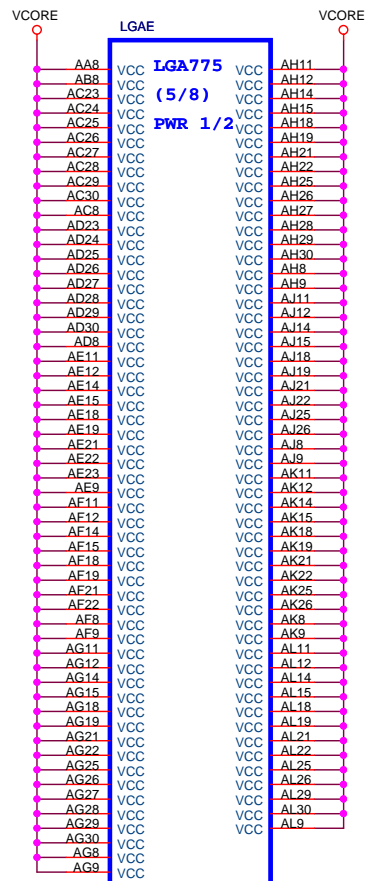 VCORE VCORE
LGAE
AA8 VCC LGA775 VCC AH11
AB8 VCC VCC AH12
AC23 VCC (5/8) VCC AH14
AC24 VCC VCC AH15
AC25 VCC PWR 1/2 VCC AH18
AC26 VCC VCC AH19
AC27 VCC VCC AH21
AC28 VCC VCC AH22
AC29 VCC VCC AH25
AC30 VCC VCC AH26
AC8 VCC VCC AH27
AD23 VCC VCC AH28
AD24 VCC VCC AH29
AD25 VCC VCC AH30
AD26 VCC VCC AH8
AD27 VCC VCC AH9
AD28 VCC VCC AJ11
AD29 VCC VCC AJ12
AD30 VCC VCC AJ14
AD8 VCC VCC AJ15
AE11 VCC VCC AJ18
AE12 VCC VCC AJ19
AE14 VCC VCC AJ21
AE15 VCC VCC AJ22
AE18 VCC VCC AJ25
AE19 VCC VCC AJ26
AE21 VCC VCC AJ8
AE22 VCC VCC AJ9
AE23 VCC VCC AK11
AE9 VCC VCC AK12
AF11 VCC VCC AK14
AF12 VCC VCC AK15
AF14 VCC VCC AK18
AF15 VCC VCC AK19
AF18 VCC VCC AK21
AF19 VCC VCC AK22
AF21 VCC VCC AK25
AF22 VCC VCC AK26
AF8 VCC VCC AK8
AF9 VCC VCC AK9
AG11 VCC VCC AL11
AG12 VCC VCC AL12
AG14 VCC VCC AL14
AG15 VCC VCC AL15
AG18 VCC VCC AL18
AG19 VCC VCC AL19
AG21 VCC VCC AL21
AG22 VCC VCC AL22
AG25 VCC VCC AL25
AG26 VCC VCC AL26
AG27 VCC VCC AL29
AG28 VCC VCC AL30
AG29 VCC VCC AL9
AG30 VCC
AG8 VCC
AG9 VCC